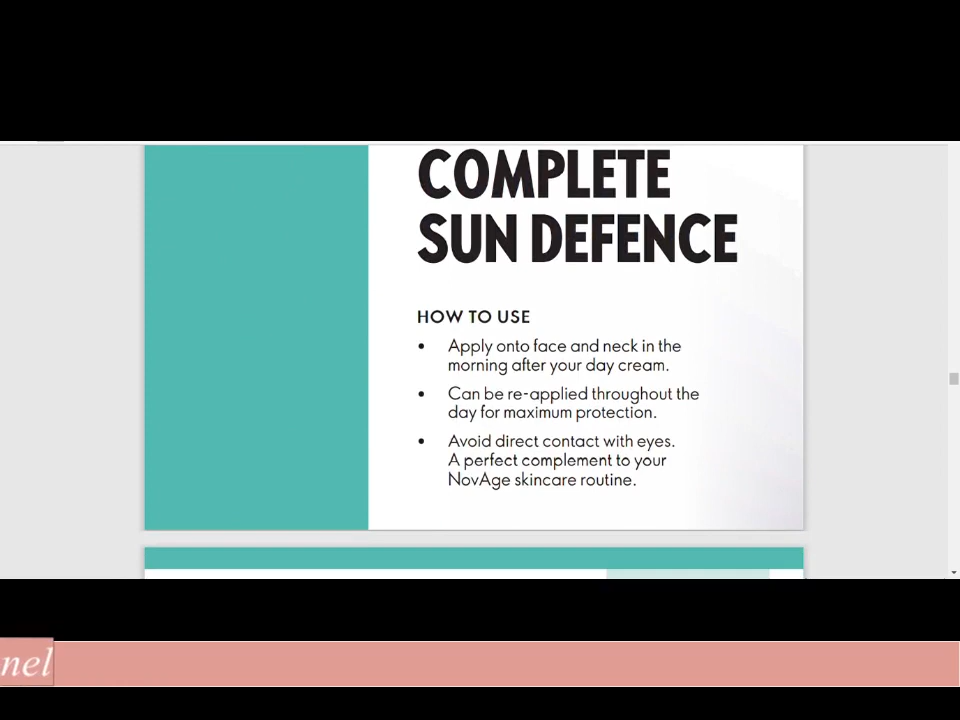 COMPLETE
SUN DEFENCE
HOW TO USE
• Apply onto face and neck in the
morning after your day cream.
• Can be re-applied throughout the
day for maximum protection.
• Avoid direct contact with eyes.
A perfect complement to your
NovAge skincare routine.
nel